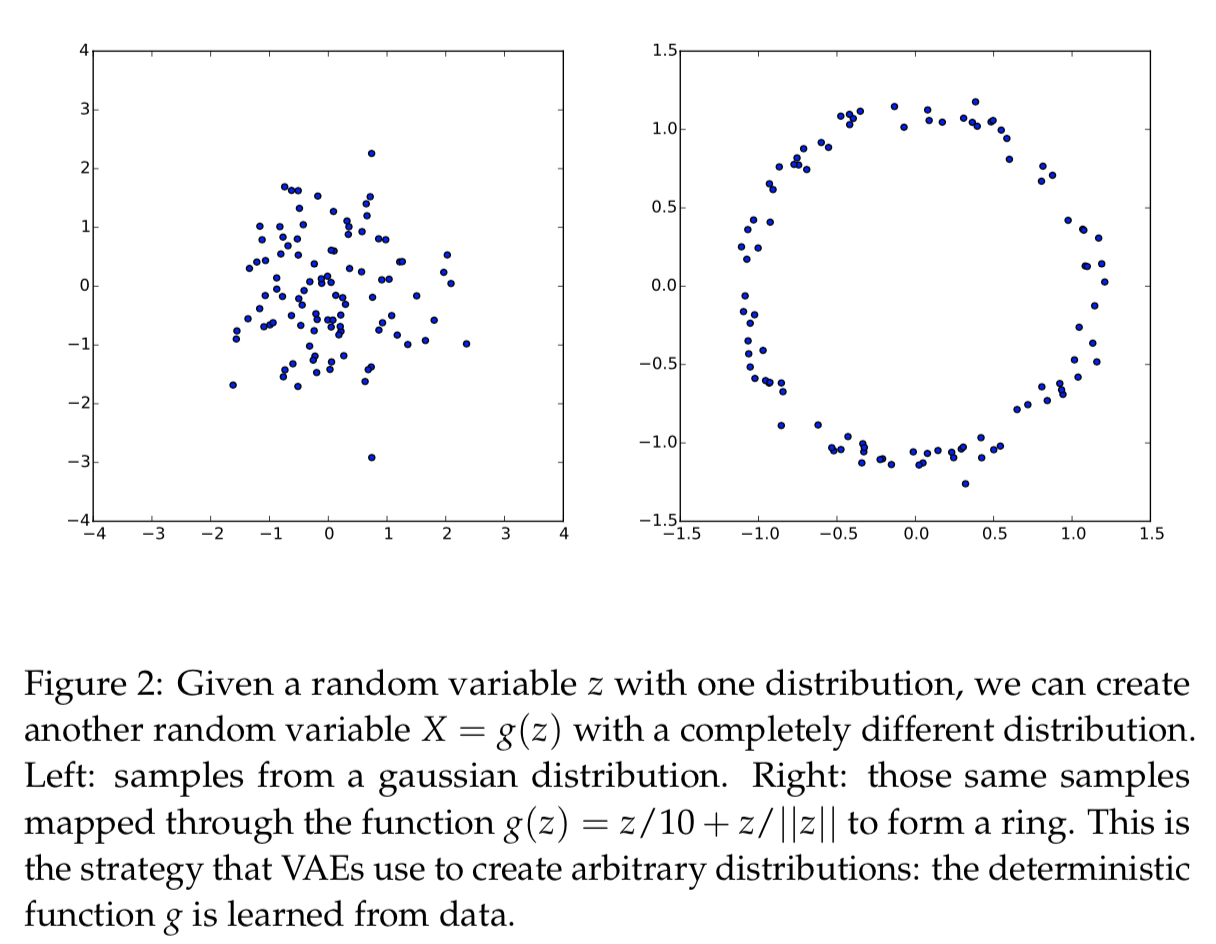 4
3
2
1
0
−1
−2
−3
−4
−4 −3 −2 −1 0 1 2 3 4
1.5
1.0
0.5
0.0
−0.5
−1.0
−1.5
−1.5 −1.0 −0.5 0.0 0.5 1.0 1.5
Figure 2: Given a random variable z with one distribution, we can create
another random variable X = g(z) with a completely different distribution.
Left: samples from a gaussian distribution. Right: those same samples
mapped through the function g(z) = z/10 + z/||z|| to form a ring. This is
the strategy that VAEs use to create arbitrary distributions: the deterministic
function g is learned from data.